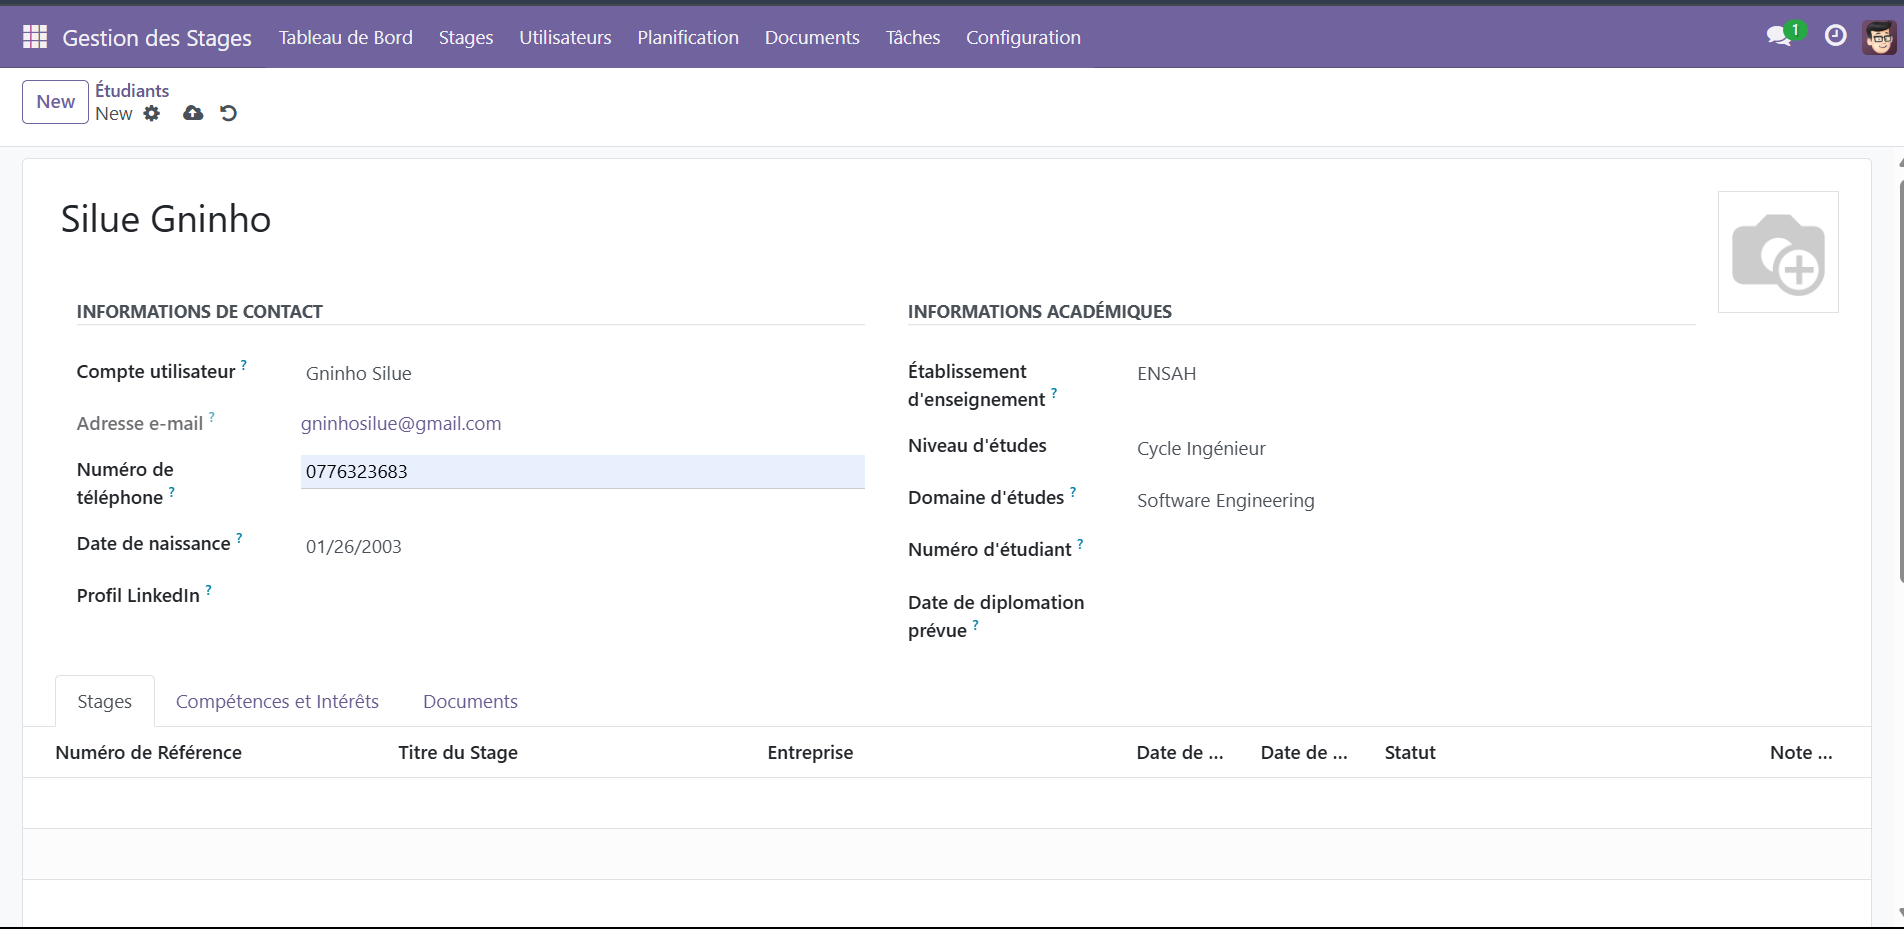 Gestion des Stages Tableau de Bord Stages Utilisateurs Planification Documents Tâches Configuration 1
New Étudiants
New
Silue Gninho
INFORMATIONS DE CONTACT
Compte utilisateur ? Gninho Silue
Adresse e-mail ? gninhosilue@gmail.com
Numéro de
téléphone ? 0776323683
Date de naissance ? 01/26/2003
Profil LinkedIn ?
INFORMATIONS ACADÉMIQUES
Établissement
d'enseignement ? ENSAH
Niveau d'études Cycle Ingénieur
Domaine d'études ? Software Engineering
Numéro d'étudiant ?
Date de diplomation
prévue ?
Stages Compétences et Intérêts Documents
Numéro de Référence Titre du Stage Entreprise Date de ... Date de ... Statut Note ...